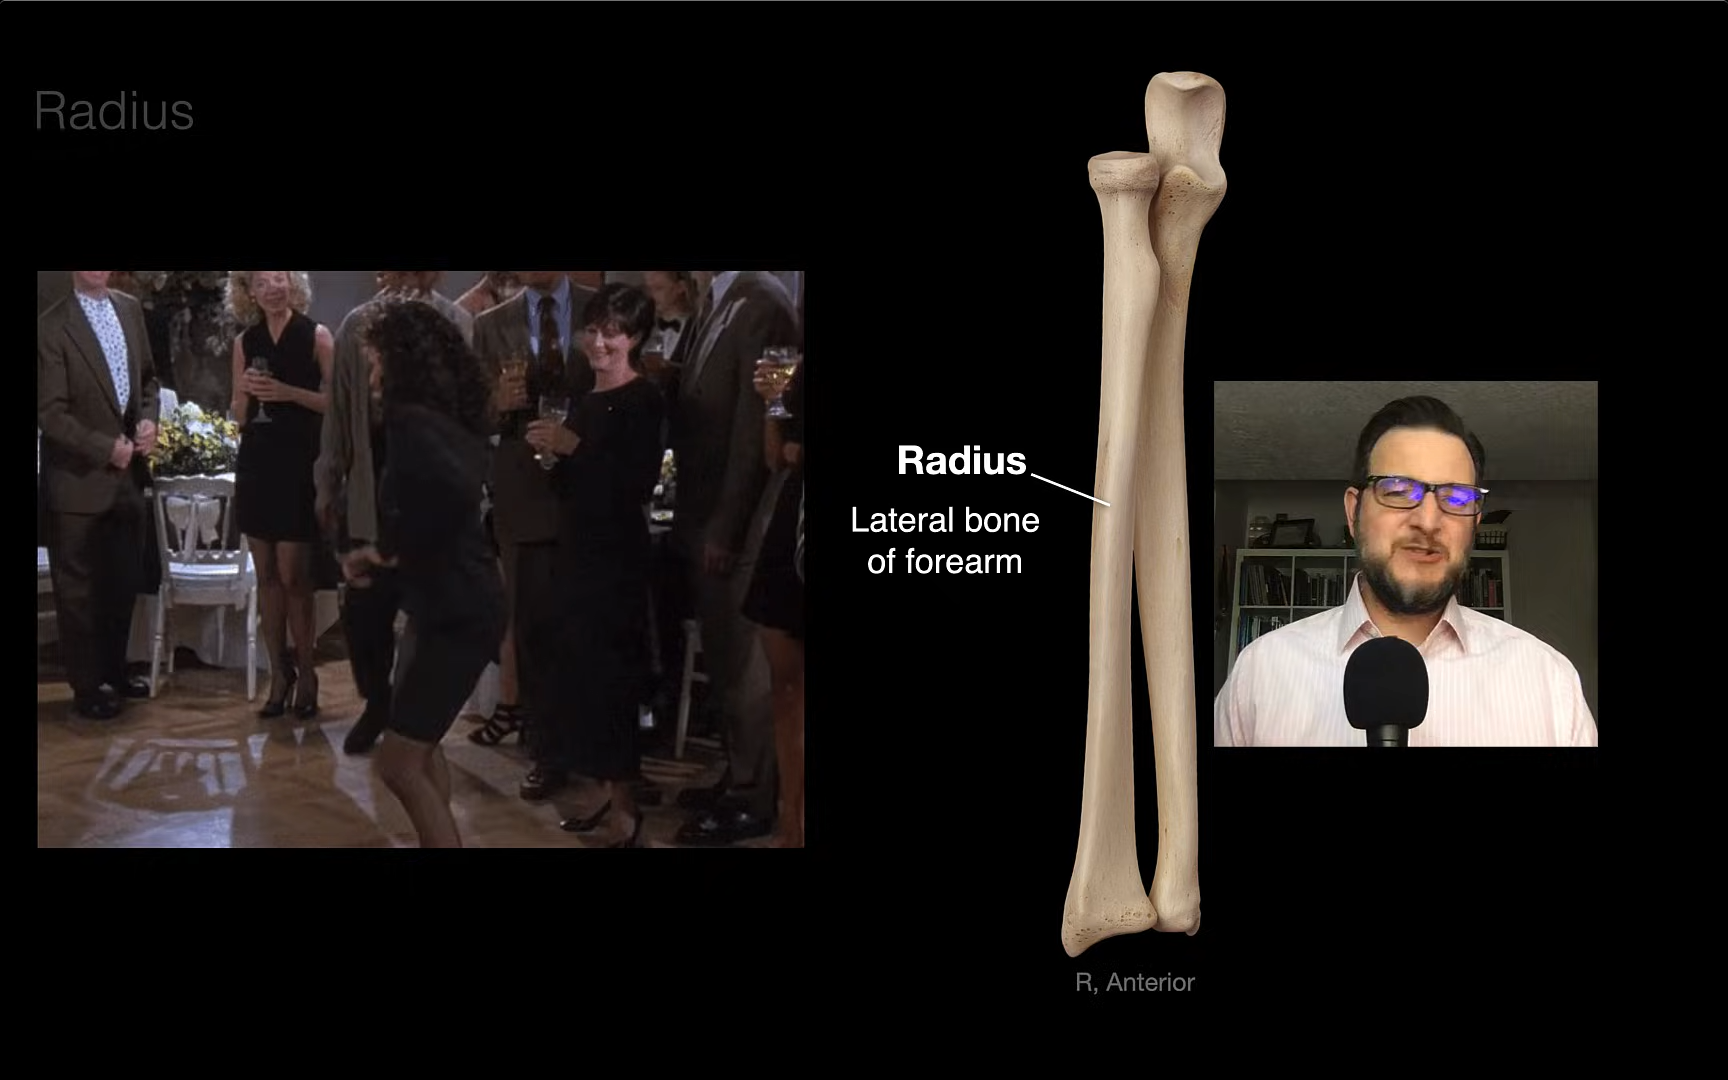 Radius
Radius
Lateral bone
of forearm
R, Anterior